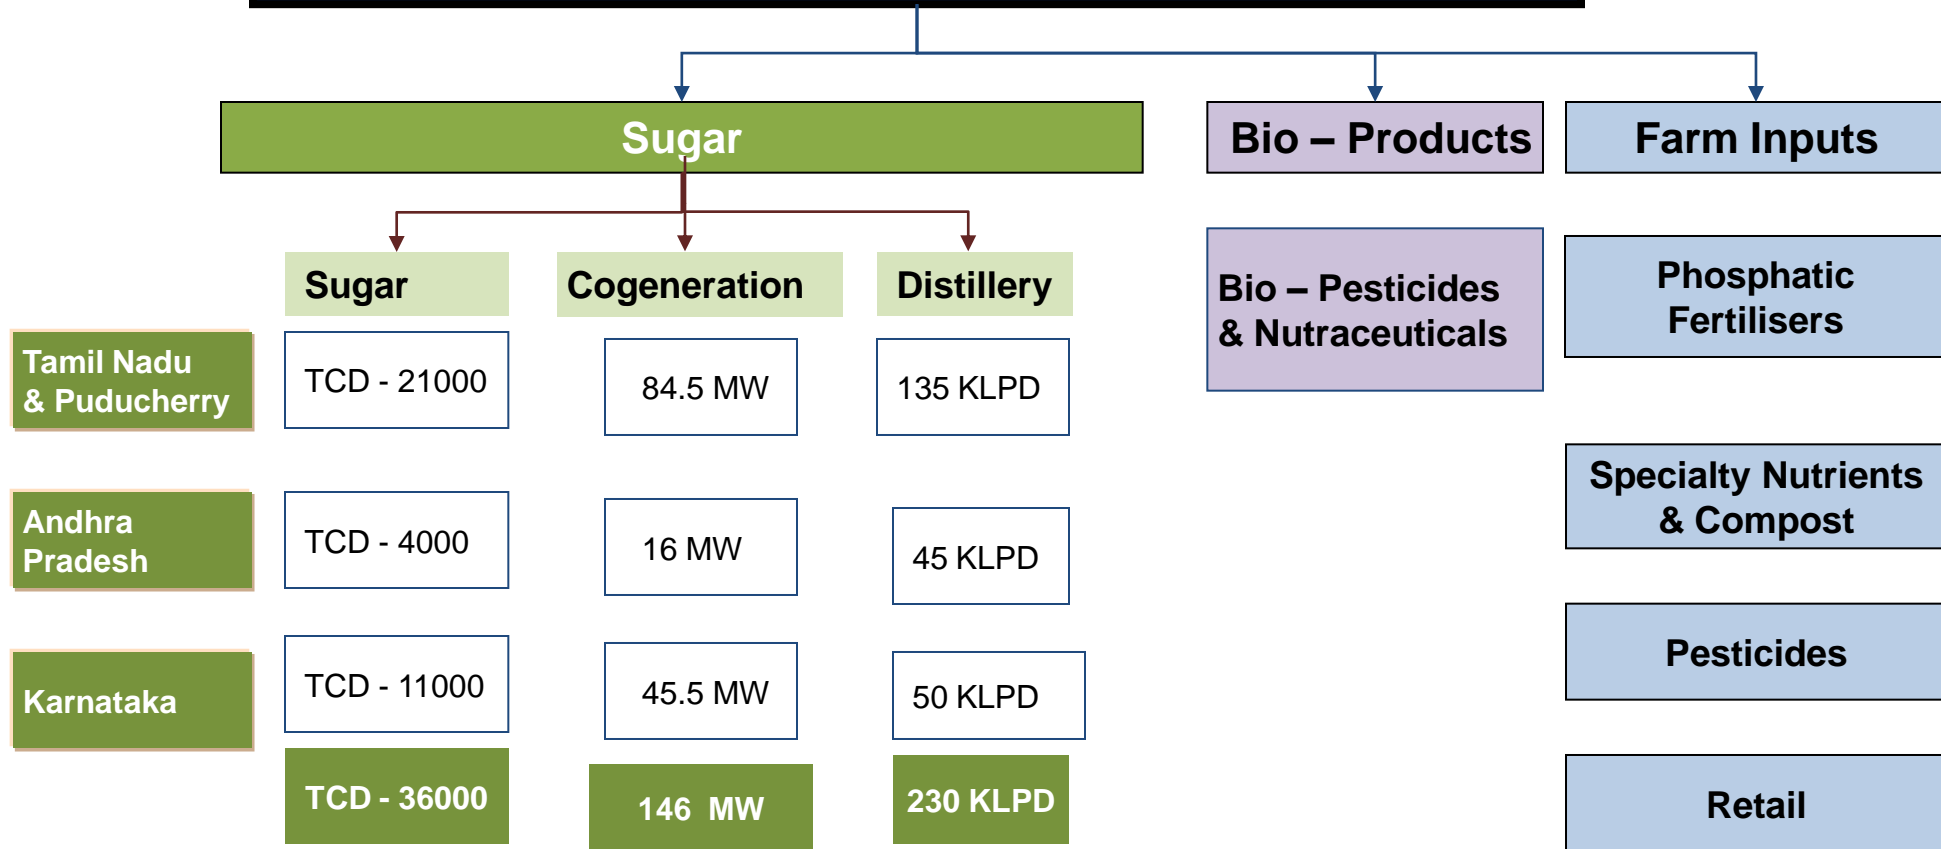 Sugar
Bio – Products
Farm Inputs
Sugar
Cogeneration
Distillery
Bio – Pesticides
& Nutraceuticals
Phosphatic
Fertilisers
Tamil Nadu
& Puducherry
TCD - 21000
84.5 MW
135 KLPD
Specialty Nutrients
& Compost
Andhra
Pradesh
TCD - 4000
16 MW
45 KLPD
Pesticides
Karnataka
TCD - 11000
45.5 MW
50 KLPD
TCD - 36000
146 MW
230 KLPD
Retail